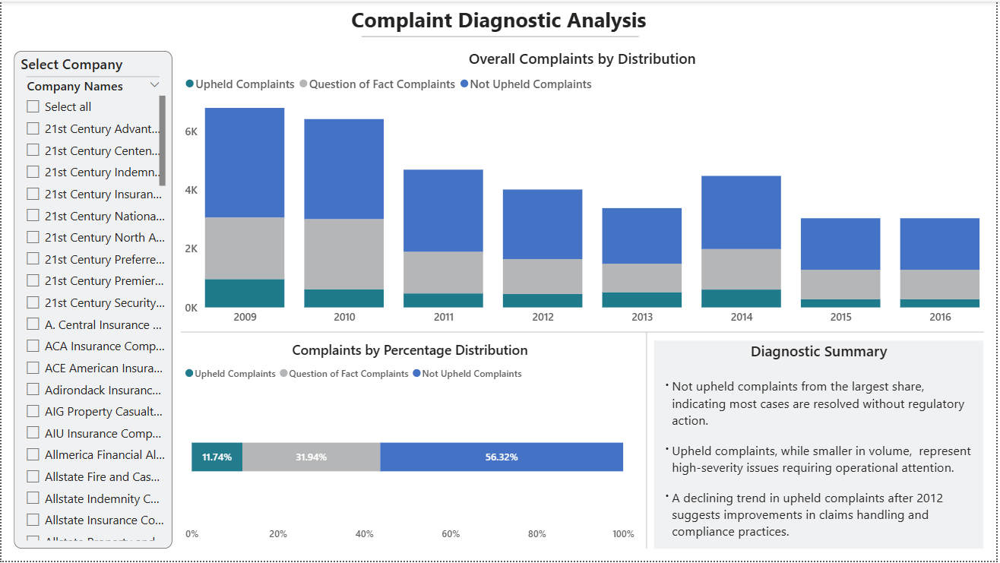 Complaint Diagnostic Analysis
Select Company
Company Names
Select all
21st Century Advant...
21st Century Centen...
21st Century Indemn...
21st Century Insuran...
21st Century Nationa...
21st Century North A...
21st Century Preferre...
21st Century Premier...
21st Century Security...
A. Central Insurance ...
ACA Insurance Comp...
ACE American Insura...
Adirondack Insuranc...
AIG Property Casualt...
AIU Insurance Comp...
Allmerica Financial Al...
Allstate Fire and Cas...
Allstate Indemnity C...
Allstate Insurance Co...
Overall Complaints by Distribution
Upheld Complaints Question of Fact Complaints Not Upheld Complaints
6K
4K
2K
0K
2009 2010 2011 2012 2013 2014 2015 2016
Complaints by Percentage Distribution
Upheld Complaints Question of Fact Complaints Not Upheld Complaints
11.74% 31.94% 56.32%
0% 20% 40% 60% 80% 100%
Diagnostic Summary
• Not upheld complaints from the largest share,
indicating most cases are resolved without regulatory
action.
• Upheld complaints, while smaller in volume,  represent
high-severity issues requiring operational attention.
• A declining trend in upheld complaints after 2012
suggests improvements in claims handling and
compliance practices.